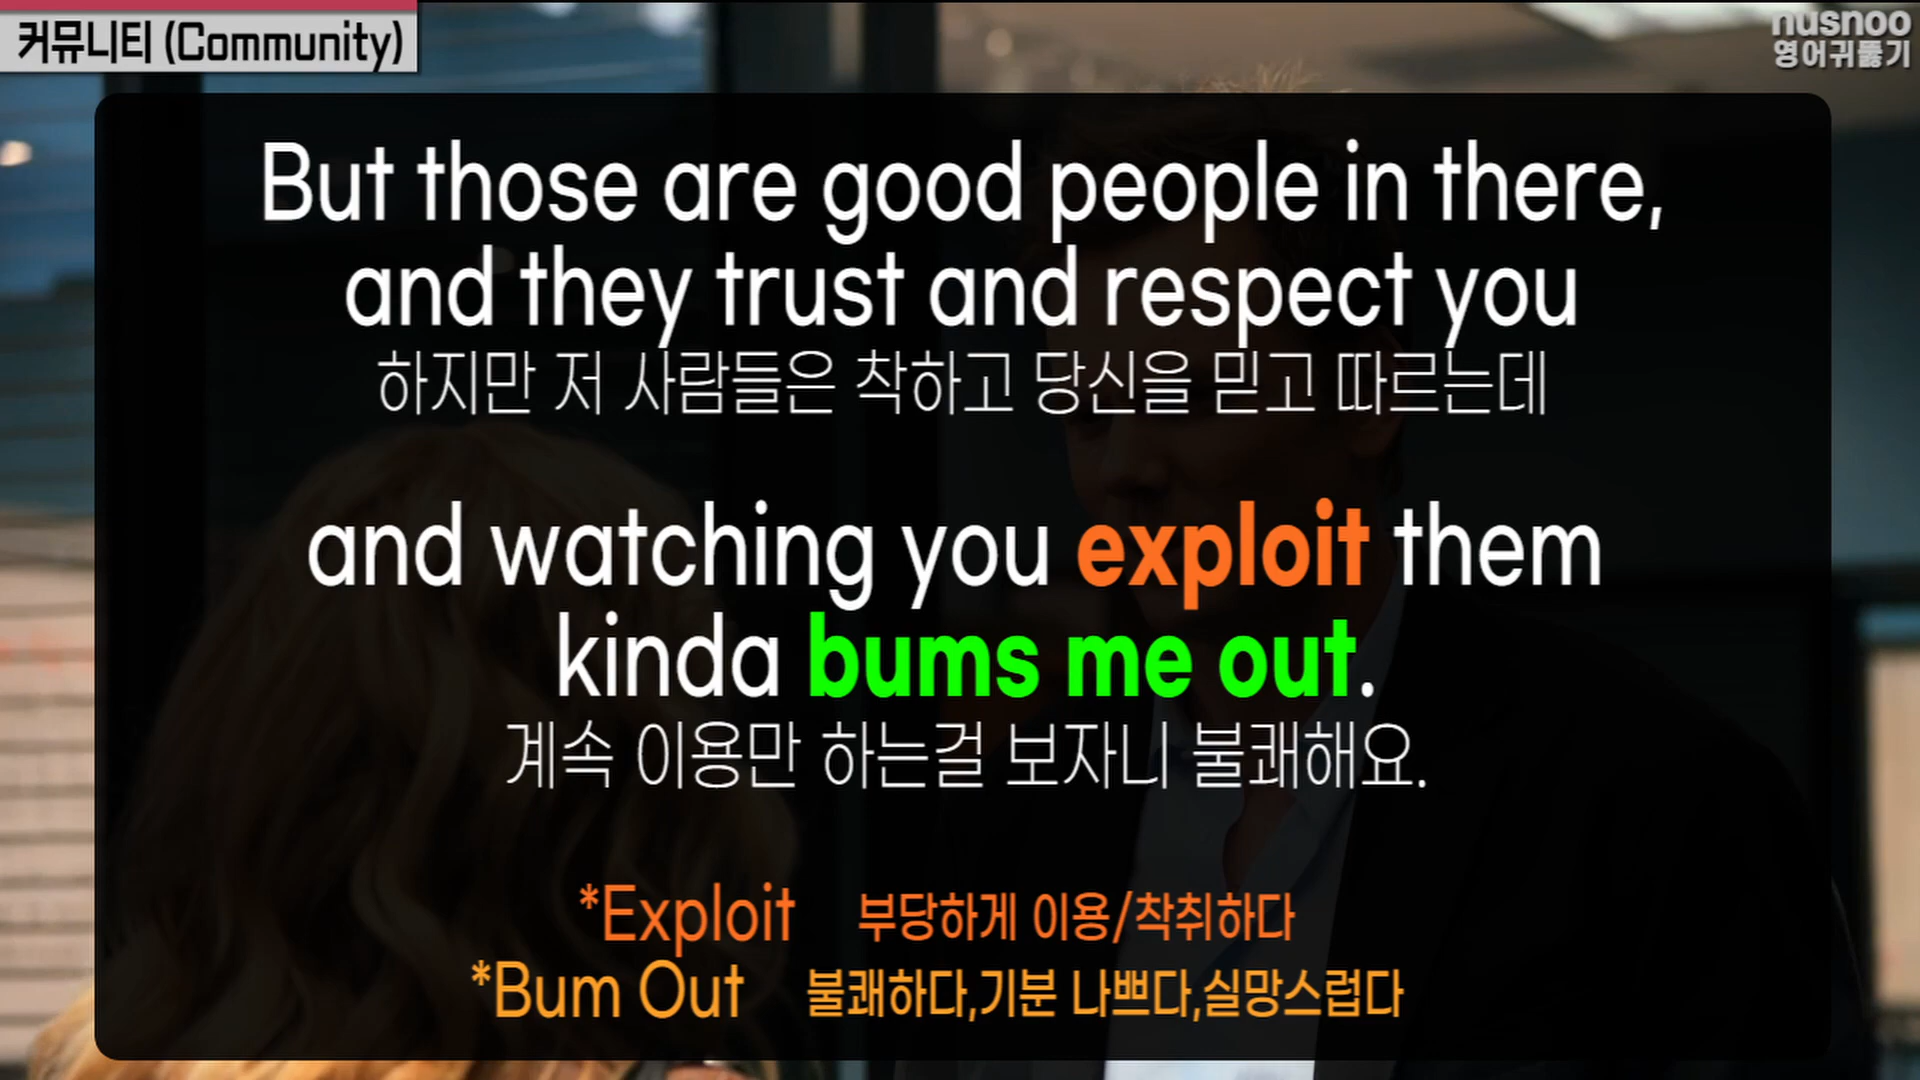 커뮤니티 (Community)
nusnoo
영어귀뚫기
But those are good people in there,
and they trust and respect you
하지만 저 사람들은 착하고 당신을 믿고 따르는데
and watching you exploit them
kinda bums me out.
계속 이용만 하는걸 보자니 불쾌해요.
*Exploit 부당하게 이용/착취하다
*Bum Out 불쾌하다,기분 나쁘다,실망스럽다